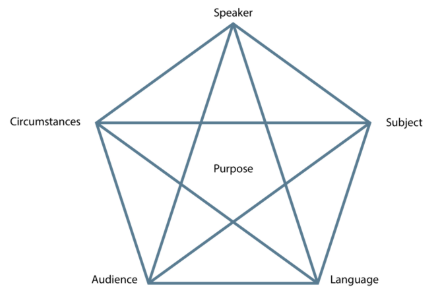 Speaker
Circumstances
Subject
Purpose
Audience
Language